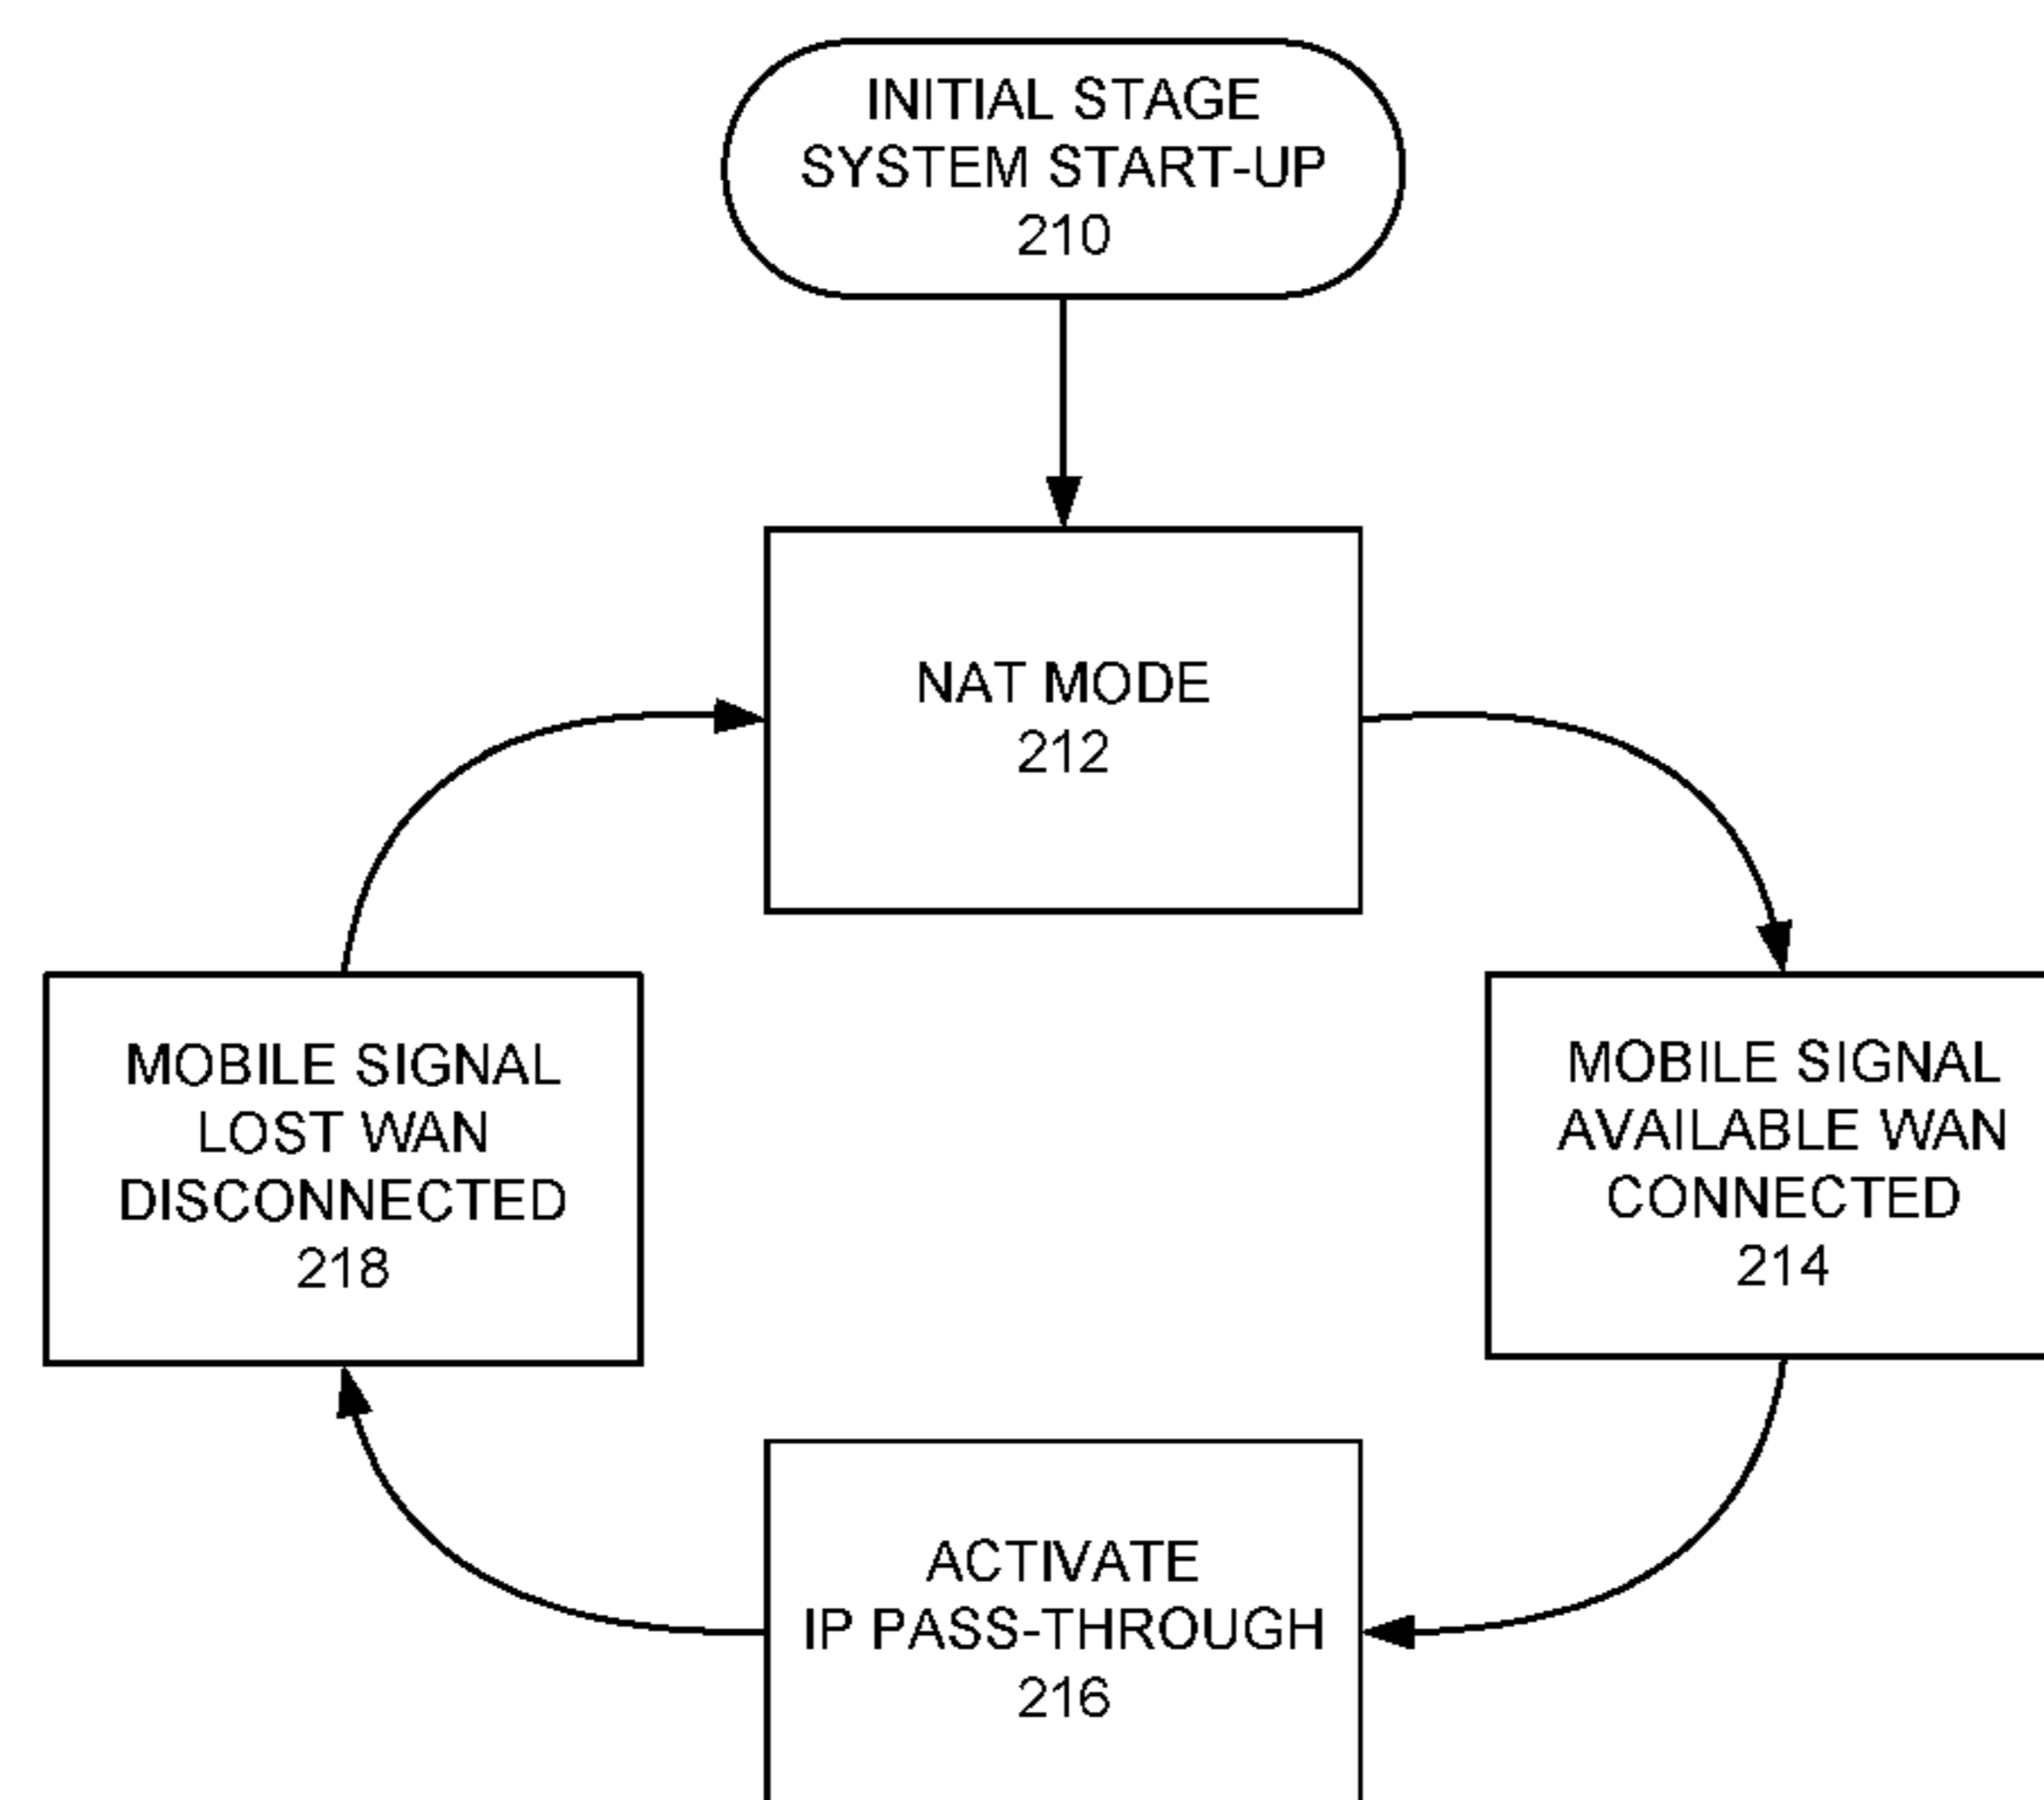 INITIAL STAGE
SYSTEM START-UP
210
NAT MODE
212
MOBILE SIGNAL
LOST WAN
DISCONNECTED
218
MOBILE SIGNAL
AVAILABLE WAN
CONNECTED
214
ACTIVATE
IP PASS-THROUGH
216